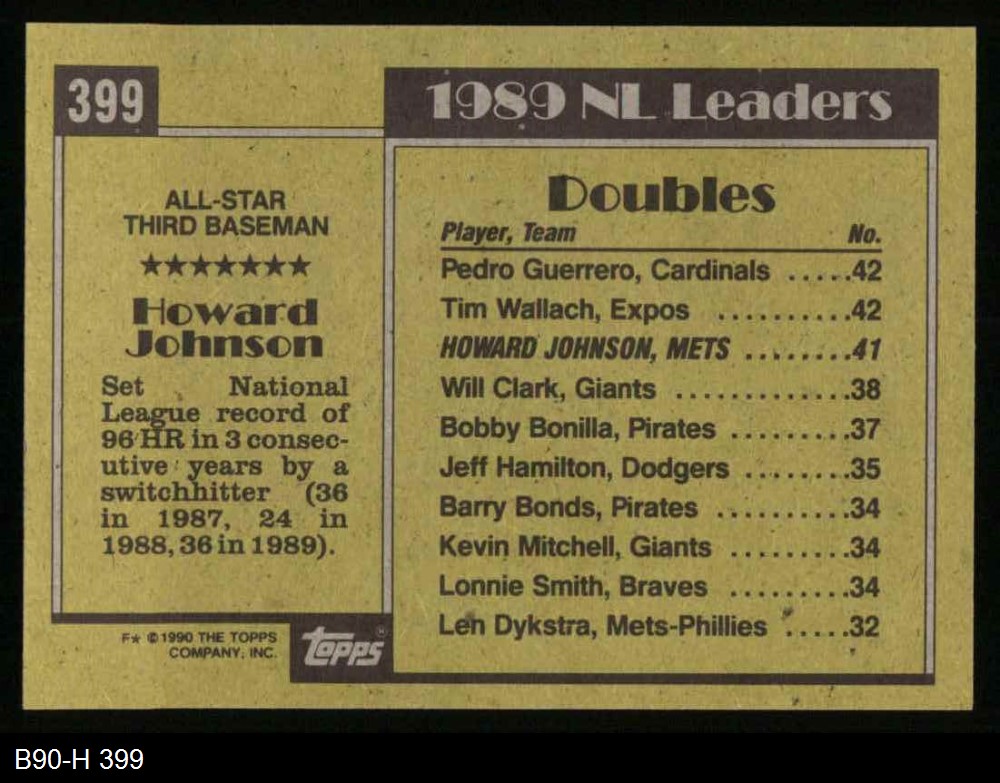 399
ALL-STAR
THIRD BASEMAN
★★★★★★★
Howard
Johnson
Set National
League record of
96 HR in 3 consec-
utive years by a
switchhitter (36
in 1987, 24 in
1988, 36 in 1989).
F★ ©1990 THE TOPPS
COMPANY, INC.
topps®
1989 NL Leaders
Doubles
Player, Team No.
Pedro Guerrero, Cardinals .....42
Tim Wallach, Expos ..........42
HOWARD JOHNSON, METS ........41
Will Clark, Giants .............38
Bobby Bonilla, Pirates .........37
Jeff Hamilton, Dodgers ........35
Barry Bonds, Pirates ..........34
Kevin Mitchell, Giants .........34
Lonnie Smith, Braves .........34
Len Dykstra, Mets-Phillies .....32
B90-H 399